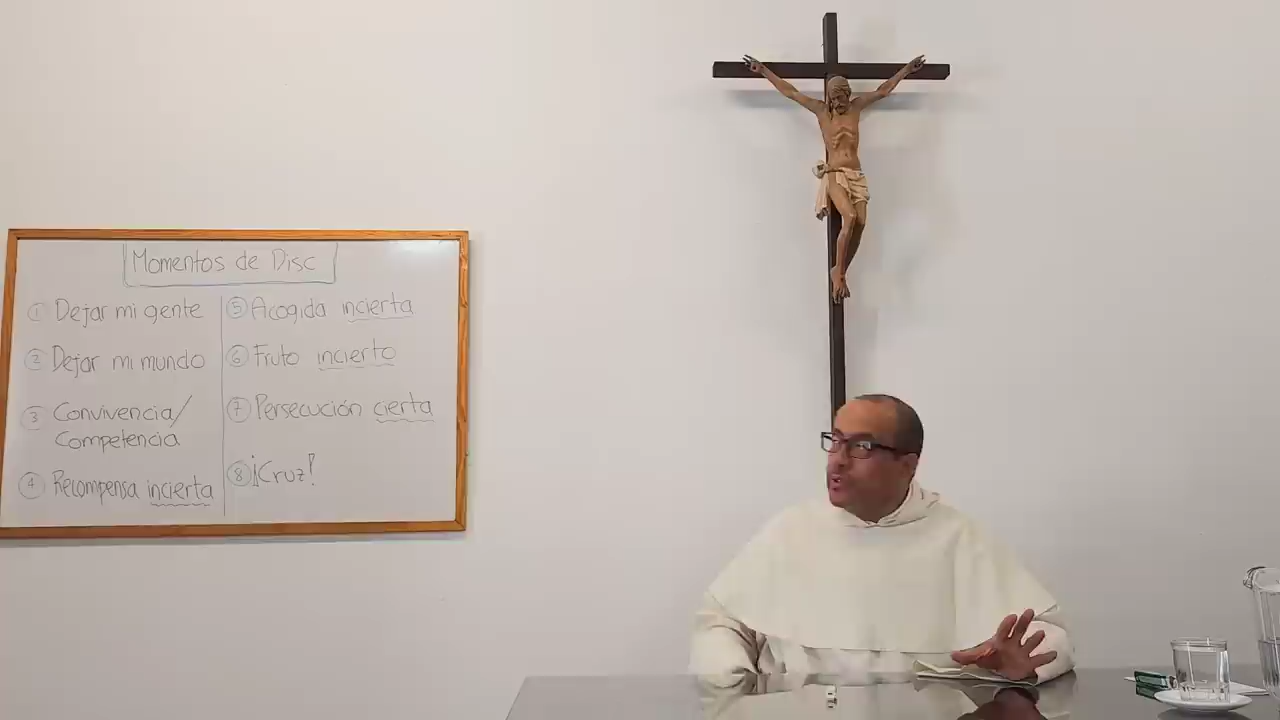 Momentos de Disc
① Dejar mi gente
② Dejar mi mundo
③ Convivencia/
Competencia
④ Recompensa incierta
⑤ Acogida incierta
⑥ Fruto incierto
⑦ Persecución cierta
⑧ ¡Cruz!